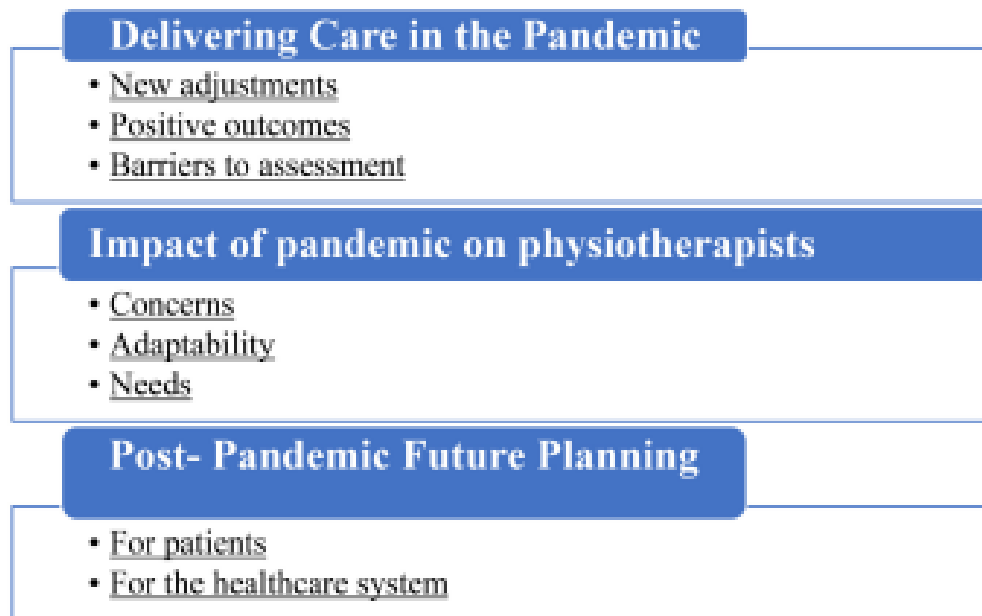 Delivering Care in the Pandemic
• New adjustments
• Positive outcomes
• Barriers to assessment
Impact of pandemic on physiotherapists
• Concerns
• Adaptability
• Needs
Post- Pandemic Future Planning
• For patients
• For the healthcare system